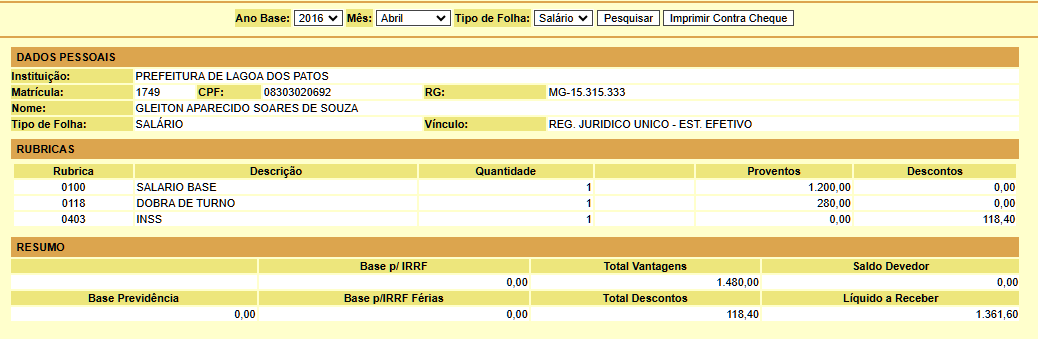 Ano Base: 2016 Mês: Abril Tipo de Folha: Salário Pesquisar Imprimir Contra Cheque
DADOS PESSOAIS
Instituição: PREFEITURA DE LAGOA DOS PATOS
Matrícula: 1749 CPF: 08303020692 RG: MG-15.315.333
Nome: GLEITON APARECIDO SOARES DE SOUZA
Tipo de Folha: SALÁRIO Vínculo: REG. JURIDICO UNICO - EST. EFETIVO
RUBRICAS
Rubrica Descrição Quantidade Proventos Descontos
0100 SALARIO BASE 1 1.200,00 0,00
0118 DOBRA DE TURNO 1 280,00 0,00
0403 INSS 1 0,00 118,40
RESUMO
Base p/ IRRF Total Vantagens Saldo Devedor
0,00 1.480,00 0,00
Base Previdência Base p/IRRF Férias Total Descontos Líquido a Receber
0,00 0,00 118,40 1.361,60